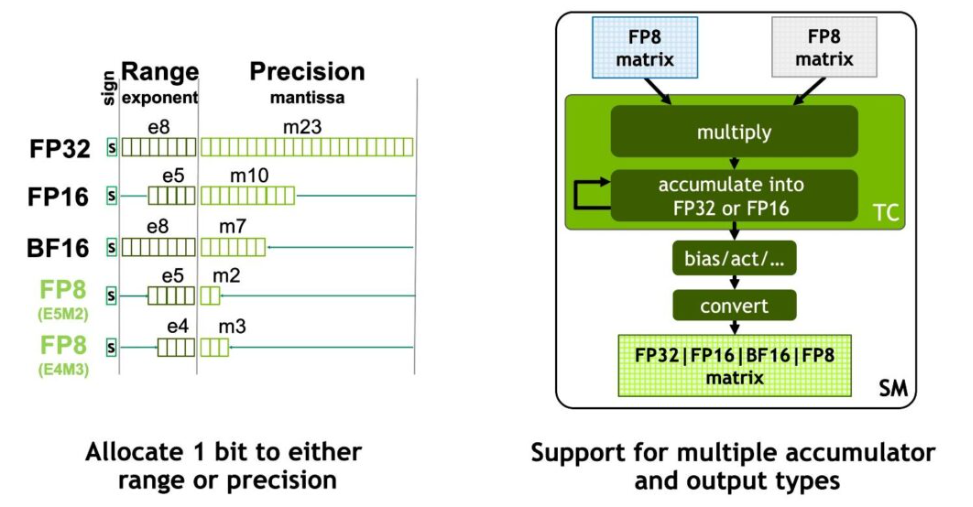 sign
Range
exponent
Precision
mantissa
FP32
s
e8
m23
FP16
s
e5
m10
BF16
s
e8
m7
FP8
(E5M2)
s
e5
m2
FP8
(E4M3)
s
e4
m3
Allocate 1 bit to either
range or precision
FP8
matrix
FP8
matrix
multiply
accumulate into
FP32 or FP16
TC
bias/act/...
convert
FP32|FP16|BF16|FP8
matrix
SM
Support for multiple accumulator
and output types